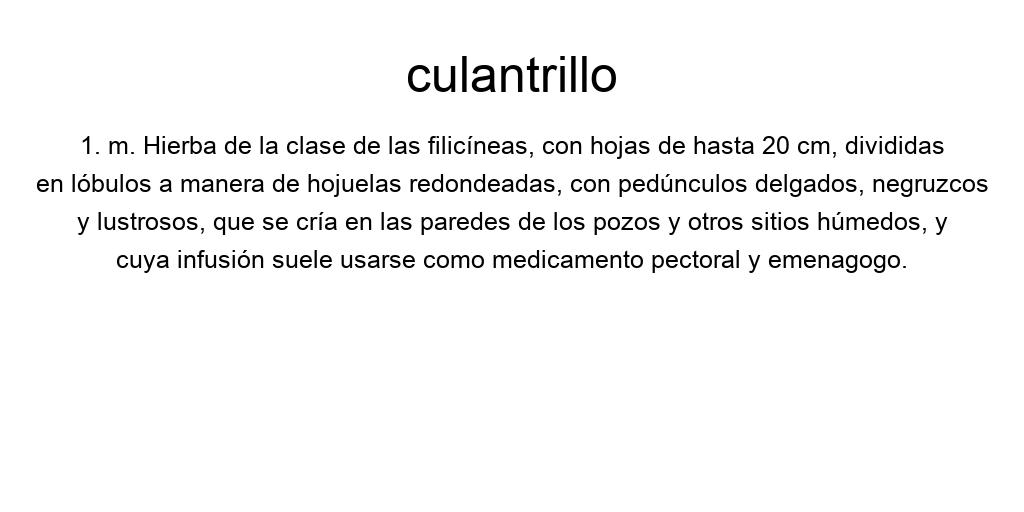 culantrillo
1. m. Hierba de la clase de las filicíneas, con hojas de hasta 20 cm, divididas
en lóbulos a manera de hojuelas redondeadas, con pedúnculos delgados, negruzcos
y lustrosos, que se cría en las paredes de los pozos y otros sitios húmedos, y
cuya infusión suele usarse como medicamento pectoral y emenagogo.